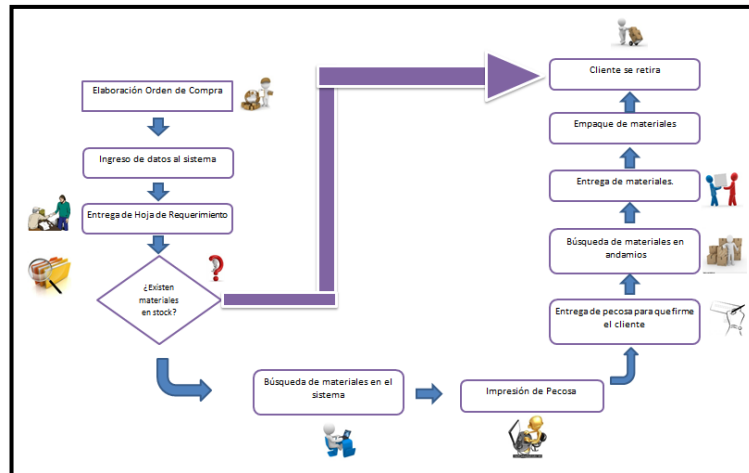 Elaboración Orden de Compra
Ingreso de datos al sistema
Entrega de Hoja de Requerimiento
¿Existen
materiales
en stock?
Búsqueda de materiales en el
sistema
Impresión de Pecosa
Entrega de pecosa para que firme
el cliente
Búsqueda de materiales en
andamios
Entrega de materiales.
Empaque de materiales
Cliente se retira